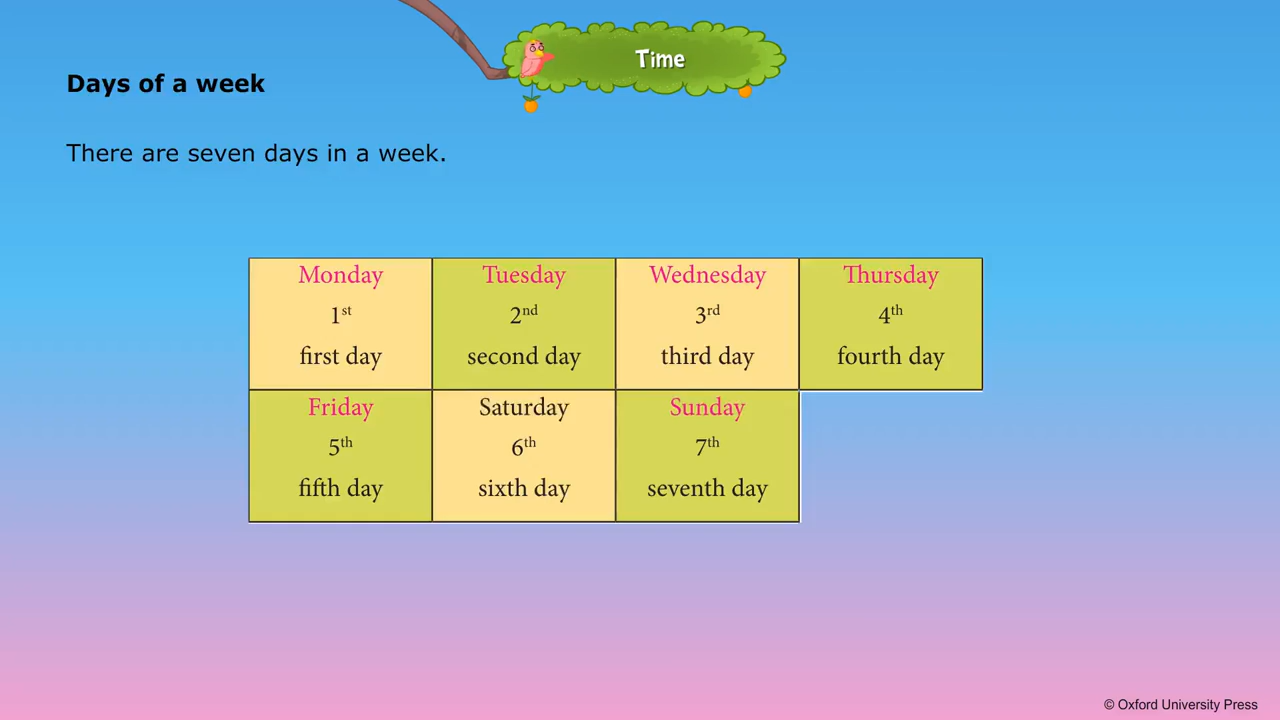 Time
Days of a week
There are seven days in a week.
Monday Tuesday Wednesday Thursday
1st 2nd 3rd 4th
first day second day third day fourth day
Friday Saturday Sunday
5th 6th 7th
fifth day sixth day seventh day
© Oxford University Press